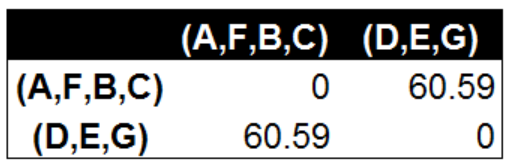 (A,F,B,C) (D,E,G)
(A,F,B,C) 0 60.59
(D,E,G) 60.59 0